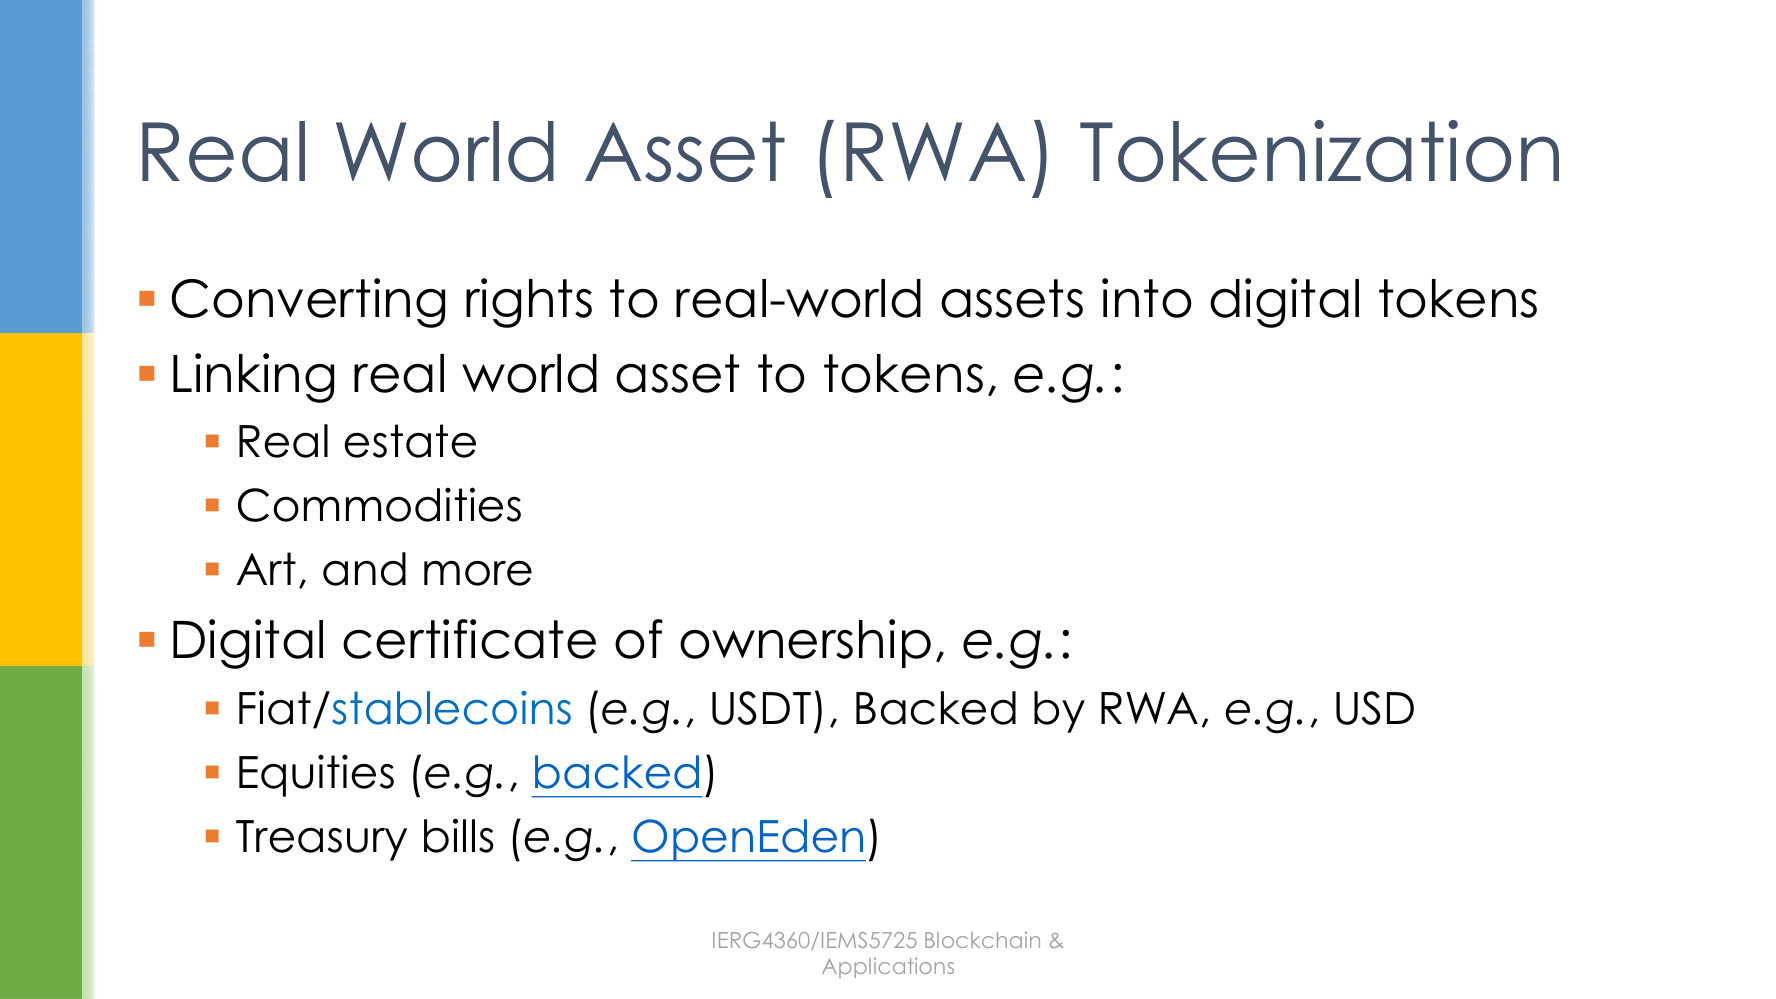 Real World Asset (RWA) Tokenization
Converting rights to real-world assets into digital tokens
Linking real world asset to tokens, e.g.:
Real estate
Commodities
Art, and more
Digital certificate of ownership, e.g.:
Fiat/stablecoins (e.g., USDT), Backed by RWA, e.g., USD
Equities (e.g., backed)
Treasury bills (e.g., OpenEden)
IERG4360/IEMS5725 Blockchain &
Applications